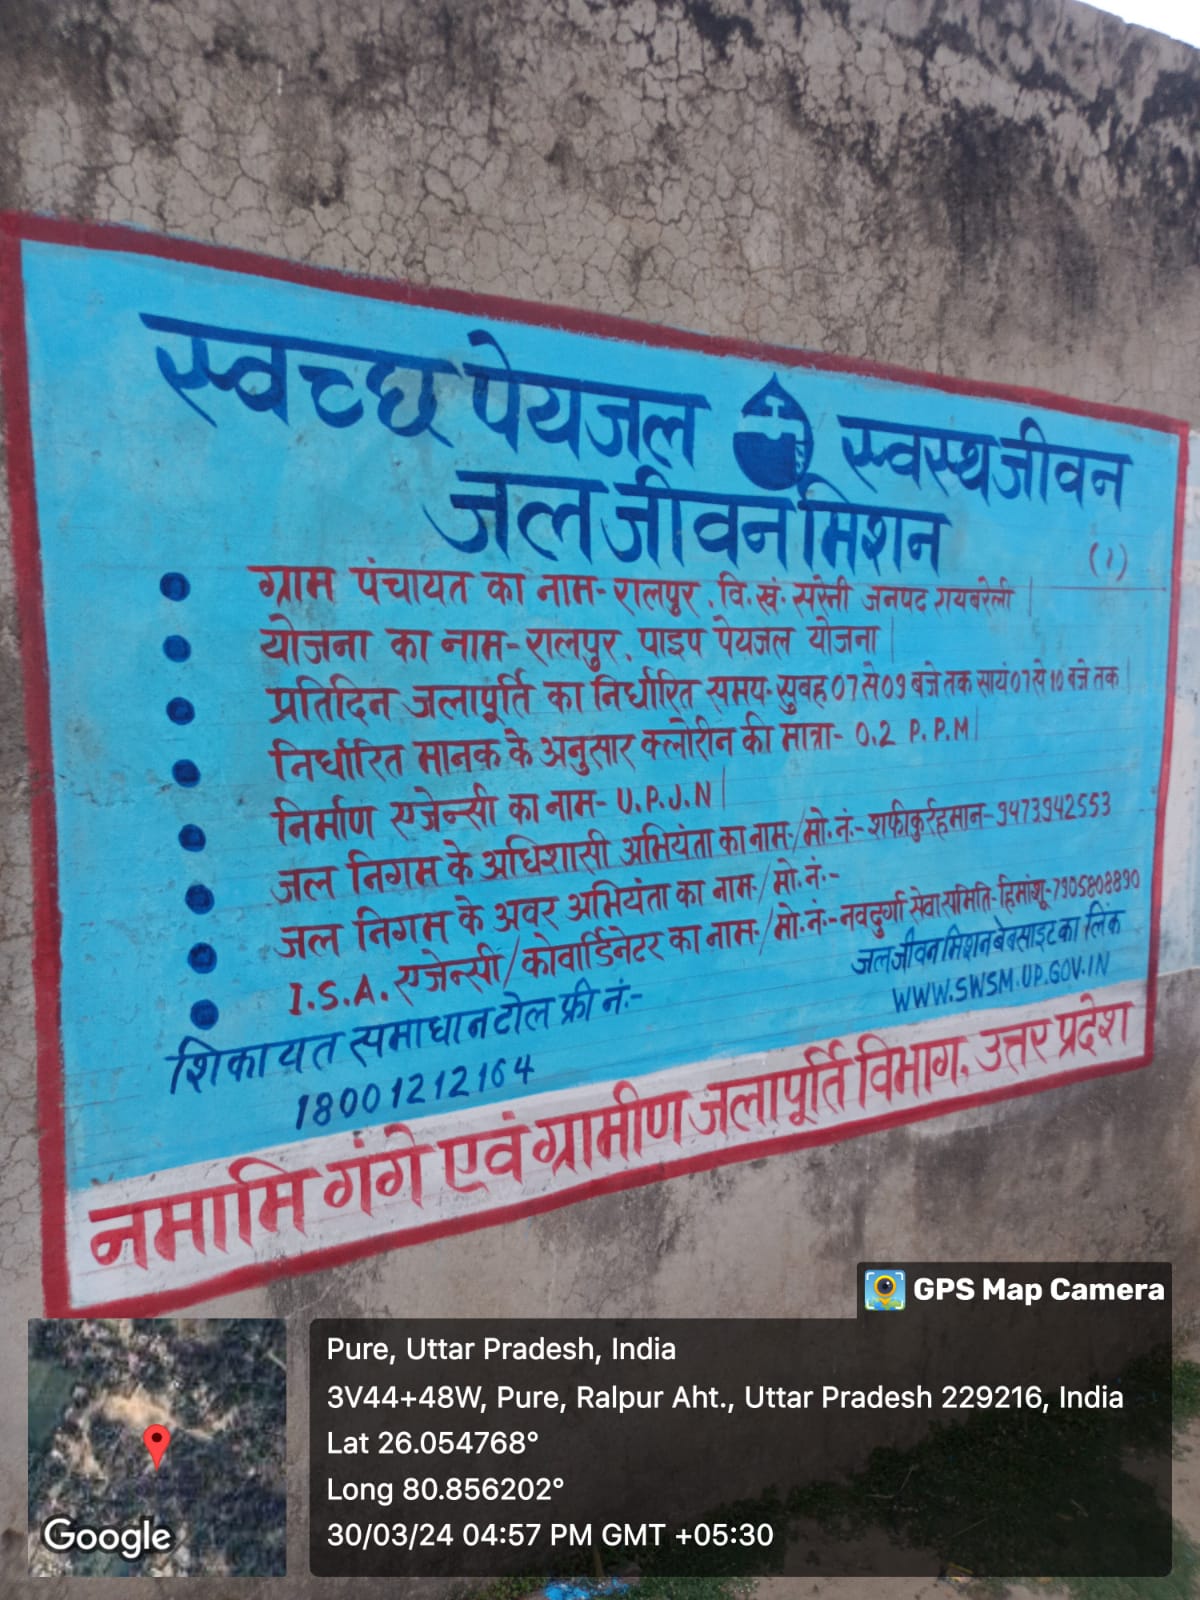 स्वच्छ पेयजल स्वस्थ जीवन
जल जीवन मिशन
(1)
ग्राम पंचायत का नाम- रालपुर. वि.खं. सरेनी जनपद रायबरेली |
योजना का नाम- रालपुर. पाइप पेयजल योजना |
प्रतिदिन जलापूर्ति का निर्धारित समय- सुबह 07 से 09 बजे तक सायं 07 से 10 बजे तक |
निर्धारित मानक के अनुसार क्लोरीन की मात्रा- 0.2 P.P.M |
निर्माण एजेन्सी का नाम- U.P.J.N |
जल निगम के अधिशासी अभियंता का नाम-/मो.नं.- शफीकुर्रहमान-9473942553
जल निगम के अवर अभियंता का नाम-/मो.नं:-
I.S.A. एजेन्सी/कोवार्डिनेटर का नाम-/मो.नं- नवदुर्गा सेवा समिति- हिमांशू-7905808890
शिकायत समाधान टोल फ्री नं:-
18001212164
जल जीवन मिशन बेबसाइट का लिंक
WWW.SWSM.UP.GOV.IN
नमामि गंगे एवं ग्रामीण जलापूर्ति विभाग, उत्तर प्रदेश
GPS Map Camera
Pure, Uttar Pradesh, India
3V44+48W, Pure, Ralpur Aht., Uttar Pradesh 229216, India
Lat 26.054768°
Long 80.856202°
30/03/24 04:57 PM GMT +05:30
Google